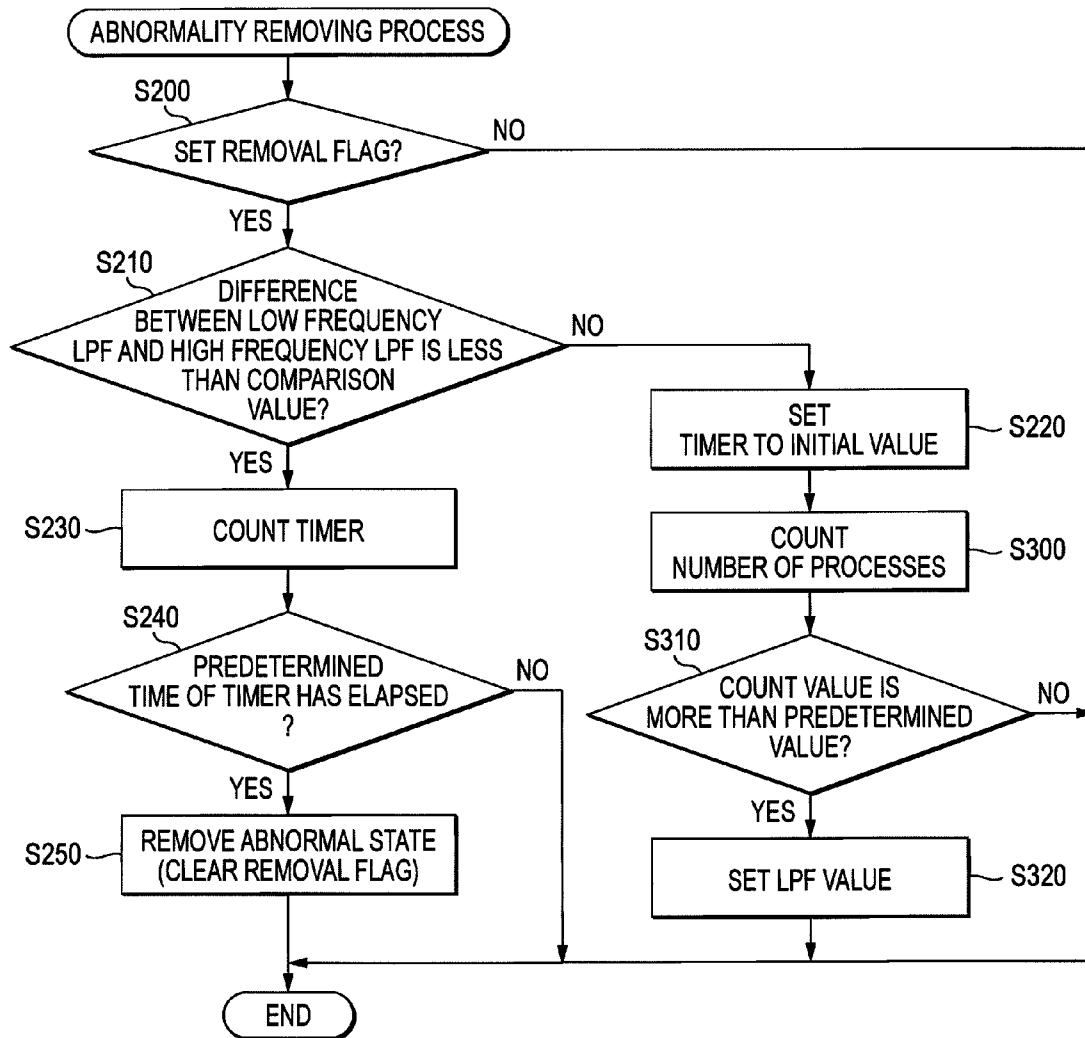 ABNORMALITY REMOVING PROCESS
S200
SET REMOVAL FLAG?
NO
YES
S210
DIFFERENCE
BETWEEN LOW FREQUENCY
LPF AND HIGH FREQUENCY LPF IS LESS
THAN COMPARISON
VALUE?
NO
YES
SET
TIMER TO INITIAL VALUE
S220
S230
COUNT TIMER
COUNT
NUMBER OF PROCESSES
S300
S240
PREDETERMINED
TIME OF TIMER HAS ELAPSED
?
NO
YES
S310
COUNT VALUE IS
MORE THAN PREDETERMINED
VALUE?
NO
YES
S250
REMOVE ABNORMAL STATE
(CLEAR REMOVAL FLAG)
SET LPF VALUE
S320
END